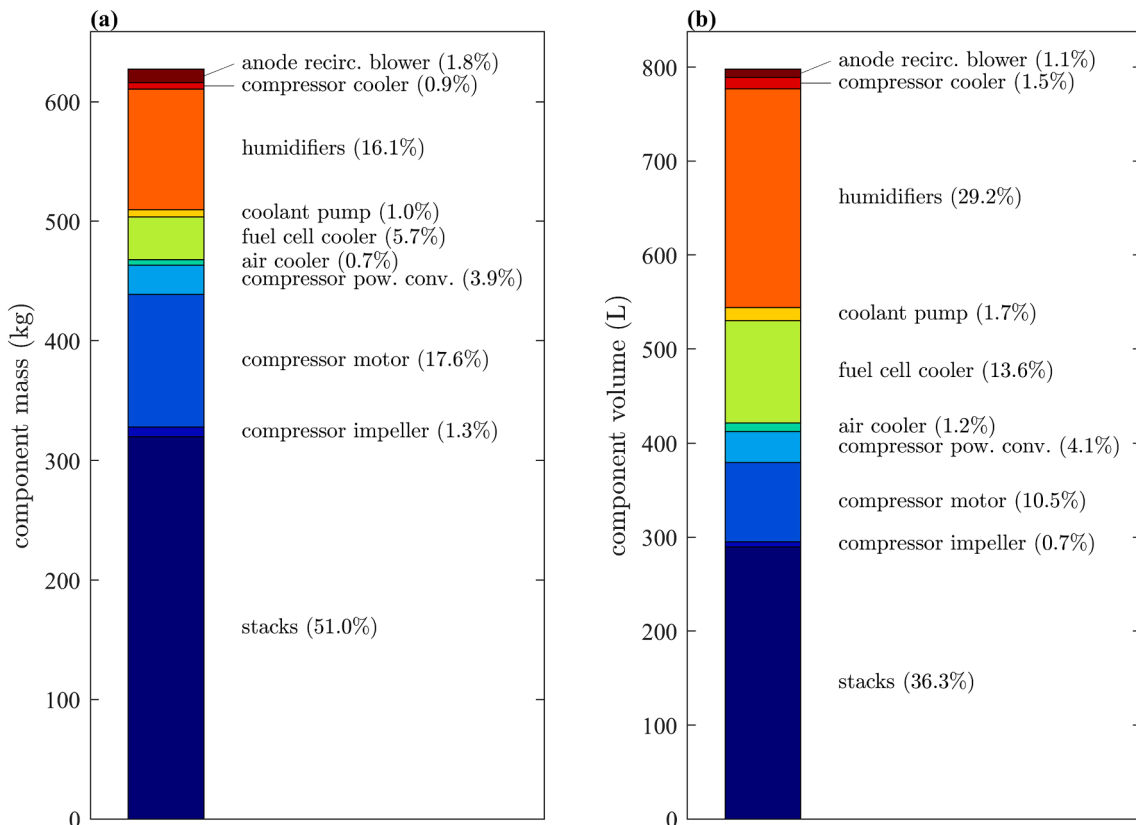 (a)
component mass (kg)
600
500
400
300
200
100
0
anode recirc. blower (1.8%)
compressor cooler (0.9%)
humidifiers (16.1%)
coolant pump (1.0%)
fuel cell cooler (5.7%)
air cooler (0.7%)
compressor pow. conv. (3.9%)
compressor motor (17.6%)
compressor impeller (1.3%)
stacks (51.0%)
(b)
component volume (L)
800
700
600
500
400
300
200
100
0
anode recirc. blower (1.1%)
compressor cooler (1.5%)
humidifiers (29.2%)
coolant pump (1.7%)
fuel cell cooler (13.6%)
air cooler (1.2%)
compressor pow. conv. (4.1%)
compressor motor (10.5%)
compressor impeller (0.7%)
stacks (36.3%)